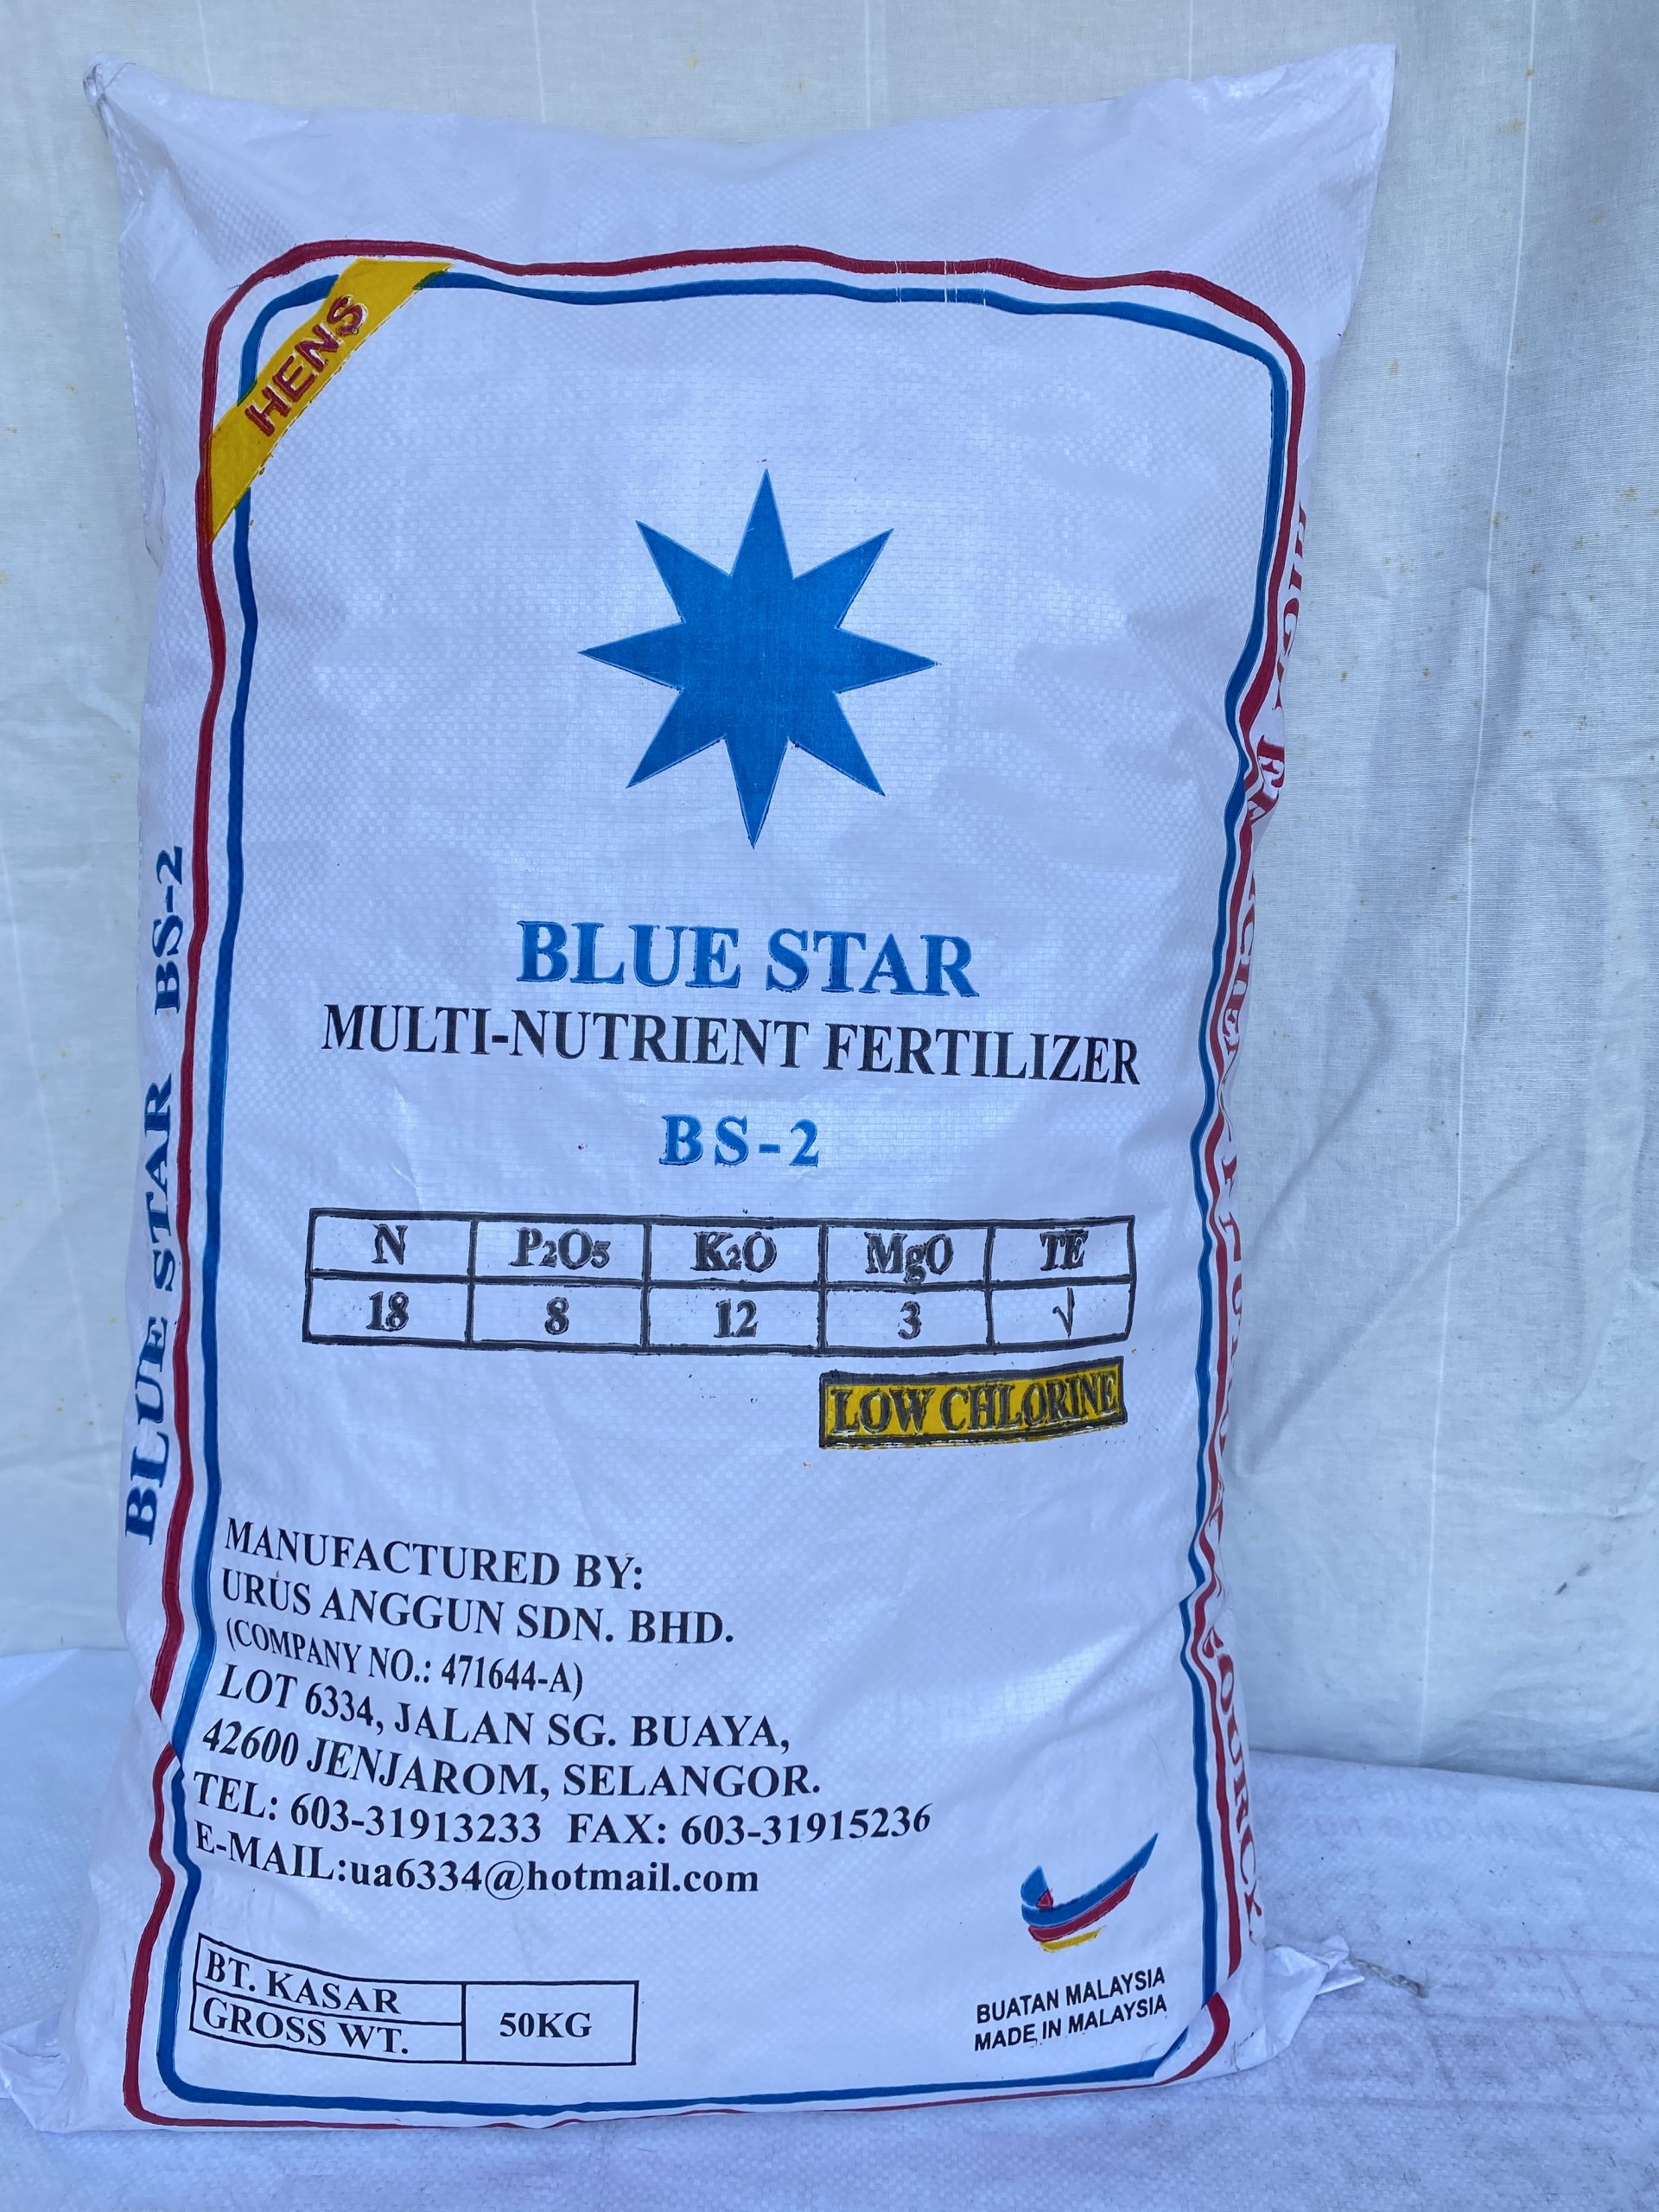 HENS
BLUE STAR
MULTI-NUTRIENT FERTILIZER
BS-2
N P₂O₅ K₂O MgO TE
18 8 12 3 √
LOW CHLORINE
MANUFACTURED BY:
URUS ANGGUN SDN. BHD.
(COMPANY NO.: 471644-A)
LOT 6334, JALAN SG. BUAYA,
42600 JENJAROM, SELANGOR.
TEL: 603-31913233 FAX: 603-31915236
E-MAIL:ua6334@hotmail.com
BT. KASAR
GROSS WT.
50KG
BUATAN MALAYSIA
MADE IN MALAYSIA
BLUE STAR BS-2